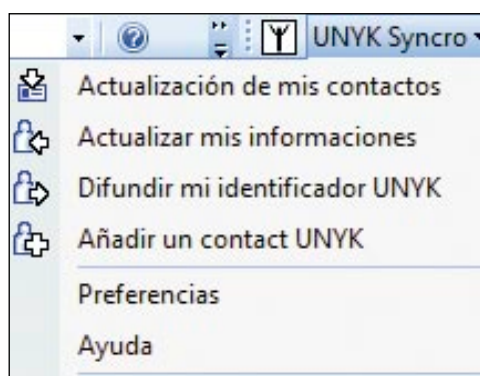 UNYK Syncro
Actualización de mis contactos
Actualizar mis informaciones
Difundir mi identificador UNYK
Añadir un contact UNYK
Preferencias
Ayuda